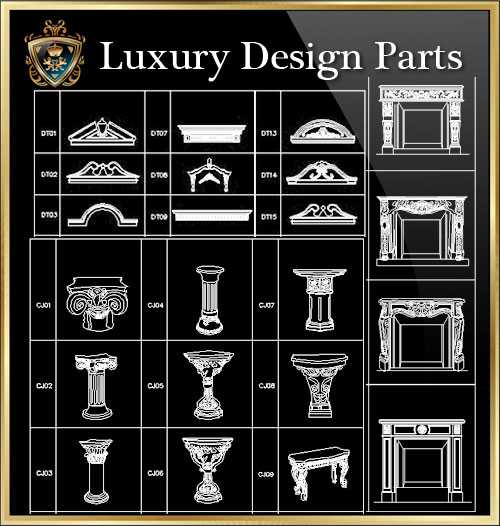 Luxury Design Parts
DT01 DT07 DT13
DT02 DT08 DT14
DT03 DT09 DT15
CJ01 CJ04 CJ07
CJ02 CJ05 CJ08
CJ03 CJ06 CJ09